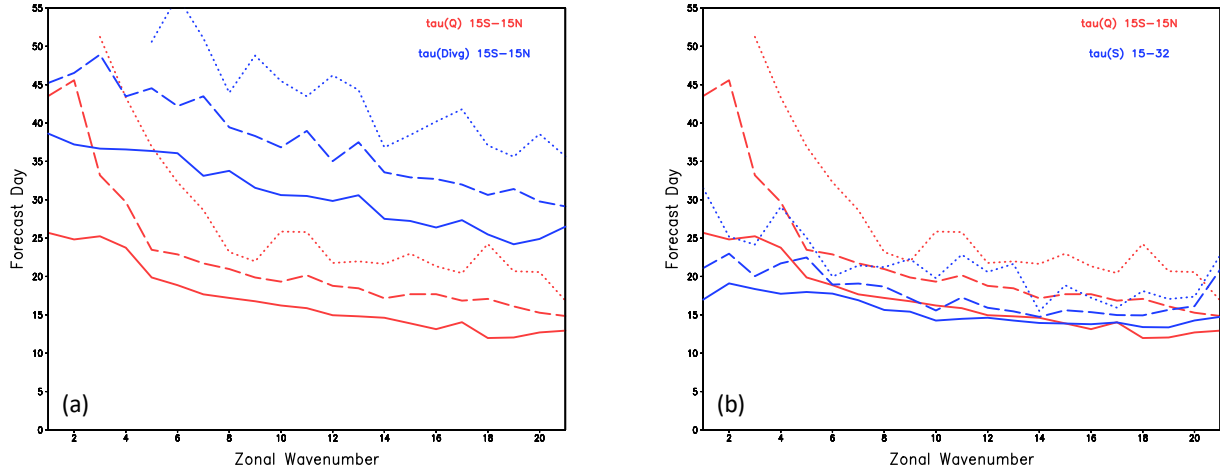 55
50
45
40
35
30
25
20
15
10
5
0
Forecast Day
tau(Q) 15S-15N
tau(Divg) 15S-15N
(a)
2 4 6 8 10 12 14 16 18 20
Zonal Wavenumber
55
50
45
40
35
30
25
20
15
10
5
0
Forecast Day
tau(Q) 15S-15N
tau(S) 15-32
(b)
2 4 6 8 10 12 14 16 18 20
Zonal Wavenumber